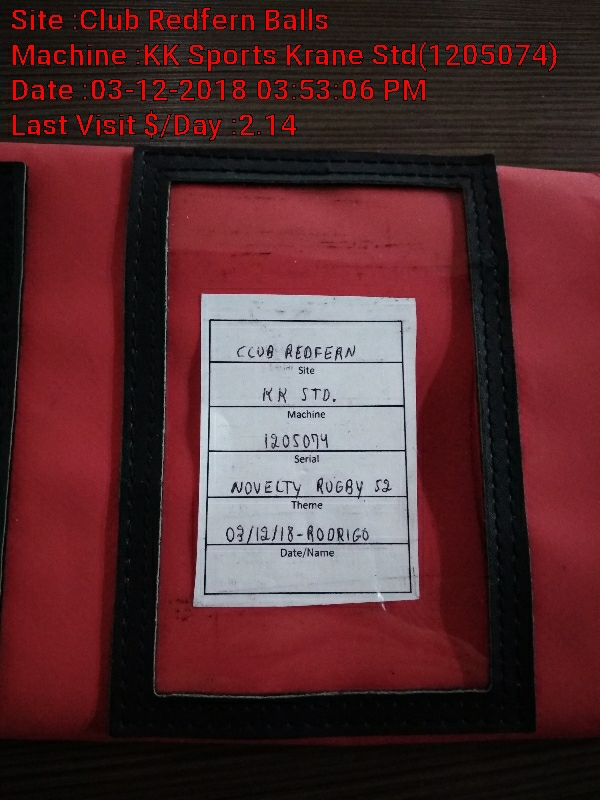 Site :Club Redfern Balls
Machine :KK Sports Krane Std(1205074)
Date :03-12-2018 03:53:06 PM
Last Visit $/Day :2.14
CLUB REDFERN
Site
KK STD.
Machine
1205074
Serial
NOVELTY RUGBY 52
Theme
03/12/18-RODRIGO
Date/Name